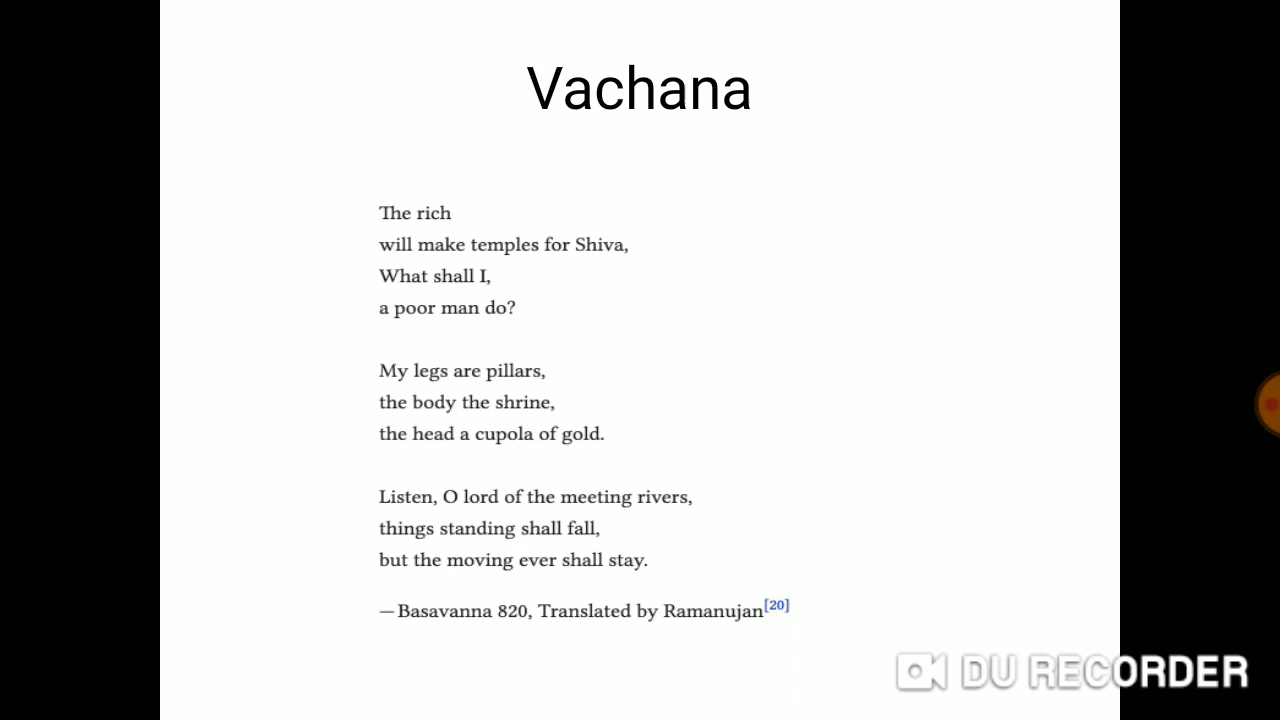 Vachana
The rich
will make temples for Shiva,
What shall I,
a poor man do?
My legs are pillars,
the body the shrine,
the head a cupola of gold.
Listen, O lord of the meeting rivers,
things standing shall fall,
but the moving ever shall stay.
— Basavanna 820, Translated by Ramanujan[20]
DU RECORDER